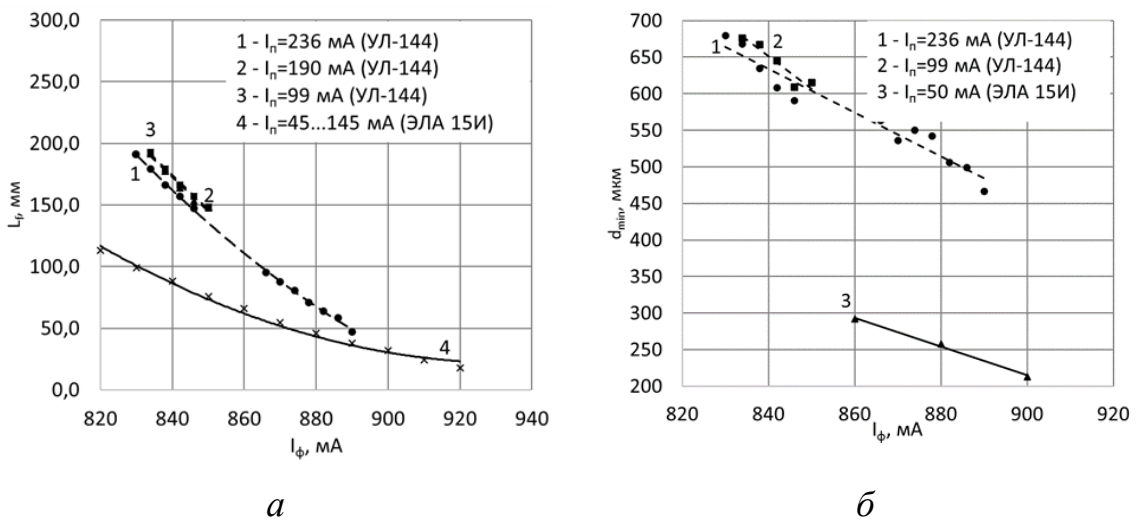 300,0
250,0
200,0
150,0
100,0
50,0
0,0
L_f, мм
1 - I_п=236 мА (УЛ-144)
2 - I_п=190 мА (УЛ-144)
3 - I_п=99 мА (УЛ-144)
4 - I_п=45...145 мА (ЭЛА 15И)
3
1
2
4
820 840 860 880 900 920 940
I_ф, мА
а
700
650
600
550
500
450
400
350
300
250
200
d_min, мкм
1 - I_п=236 мА (УЛ-144)
2 - I_п=99 мА (УЛ-144)
3 - I_п=50 мА (ЭЛА 15И)
1
2
3
820 840 860 880 900 920
I_ф, мА
б